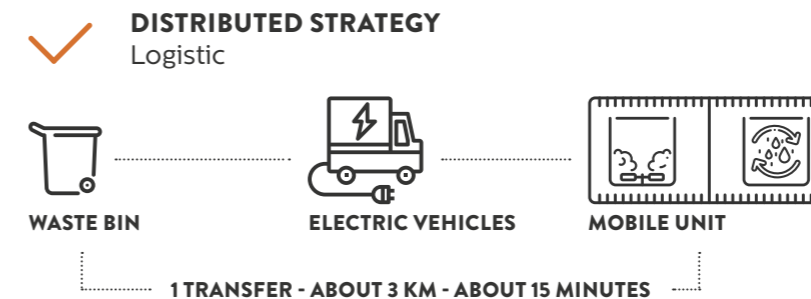 DISTRIBUTED STRATEGY
Logistic
WASTE BIN
ELECTRIC VEHICLES
MOBILE UNIT
1 TRANSFER - ABOUT 3 KM - ABOUT 15 MINUTES